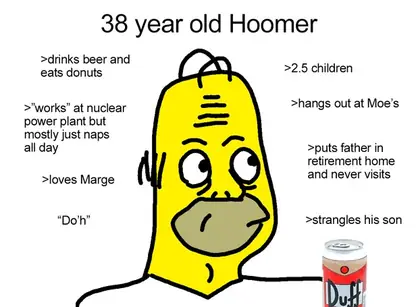 38 year old Hoomer
>drinks beer and
eats donuts
>"works" at nuclear
power plant but
mostly just naps
all day
>loves Marge
“Do’h”
>2.5 children
>hangs out at Moe's
>puts father in
retirement home
and never visits
>strangles his son
Duff